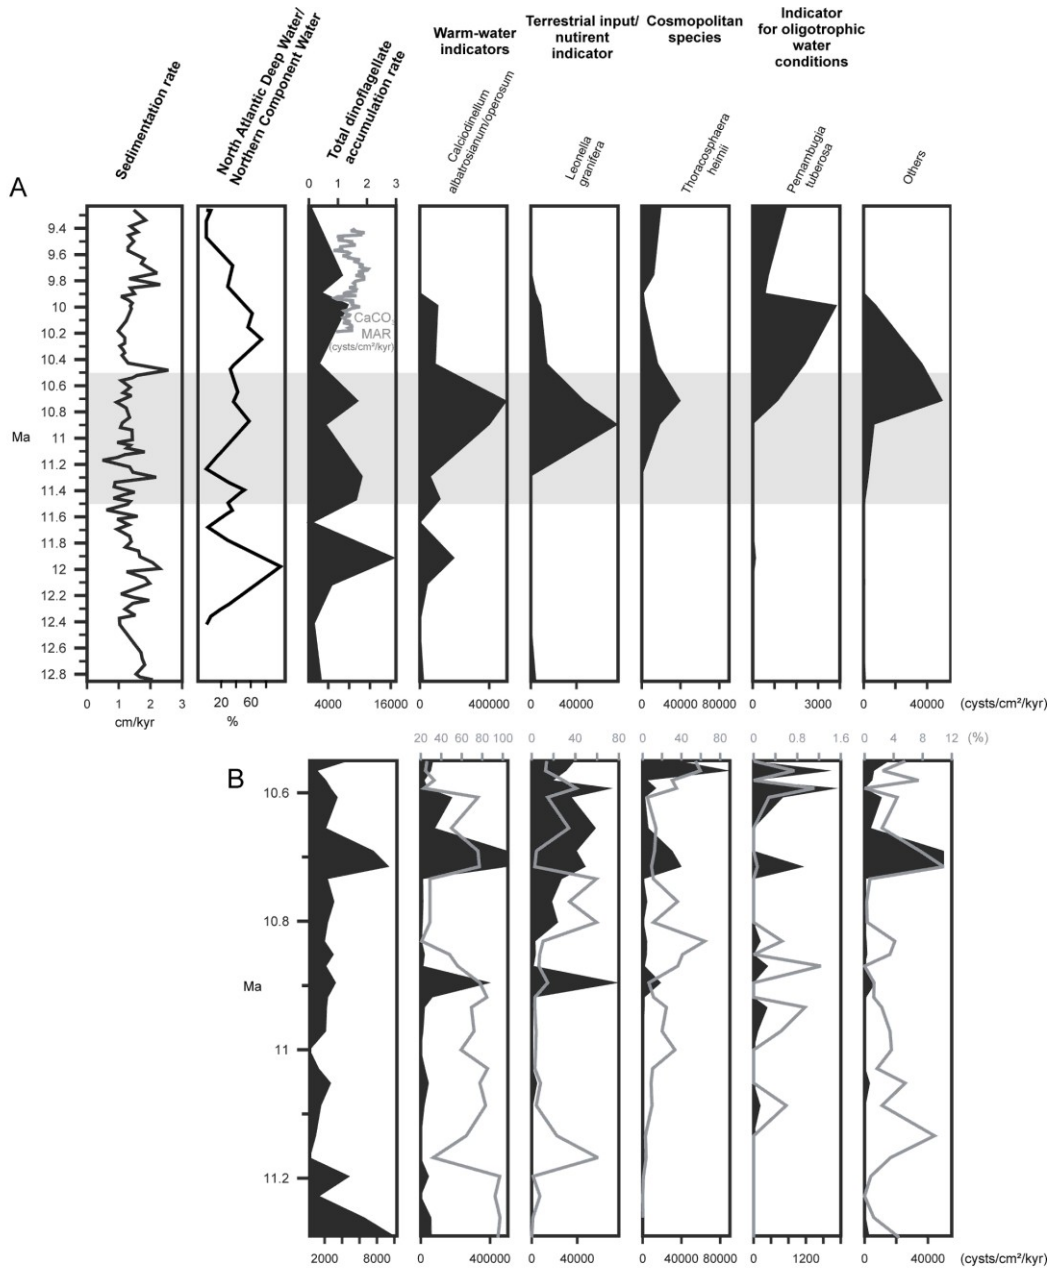 Sedimentation rate
North Atlantic Deep Water/
Northern Component Water
Total dinoflagellate
accumulation rate
Warm-water
indicators
Calciodinellum
albatrosianum/operosum
Terrestrial input/
nutirent
indicator
Leonella
granifera
Cosmopolitan
species
Thoracosphaera
heimii
Indicator
for oligotrophic
water
conditions
Pernambugia
tuberosa
Others
A
0 1 2 3
9.4
9.6
9.8
10
10.2
10.4
10.6
10.8
11
11.2
11.4
11.6
11.8
12
12.2
12.4
12.6
12.8
Ma
CaCO₃
MAR
(cysts/cm²/kyr)
0 1 2 3
cm/kyr
20 60
%
4000 16000
0 400000
0 40000
0 40000 80000
0 3000
0 40000
(cysts/cm²/kyr)
B
20 40 60 80 100
0 40 80
0 40 80
0 0.8 1.6
0 4 8 12
(%)
10.6
10.8
11
11.2
Ma
2000 8000
0 400000
0 40000
0 40000 80000
0 1200
0 40000
(cysts/cm²/kyr)